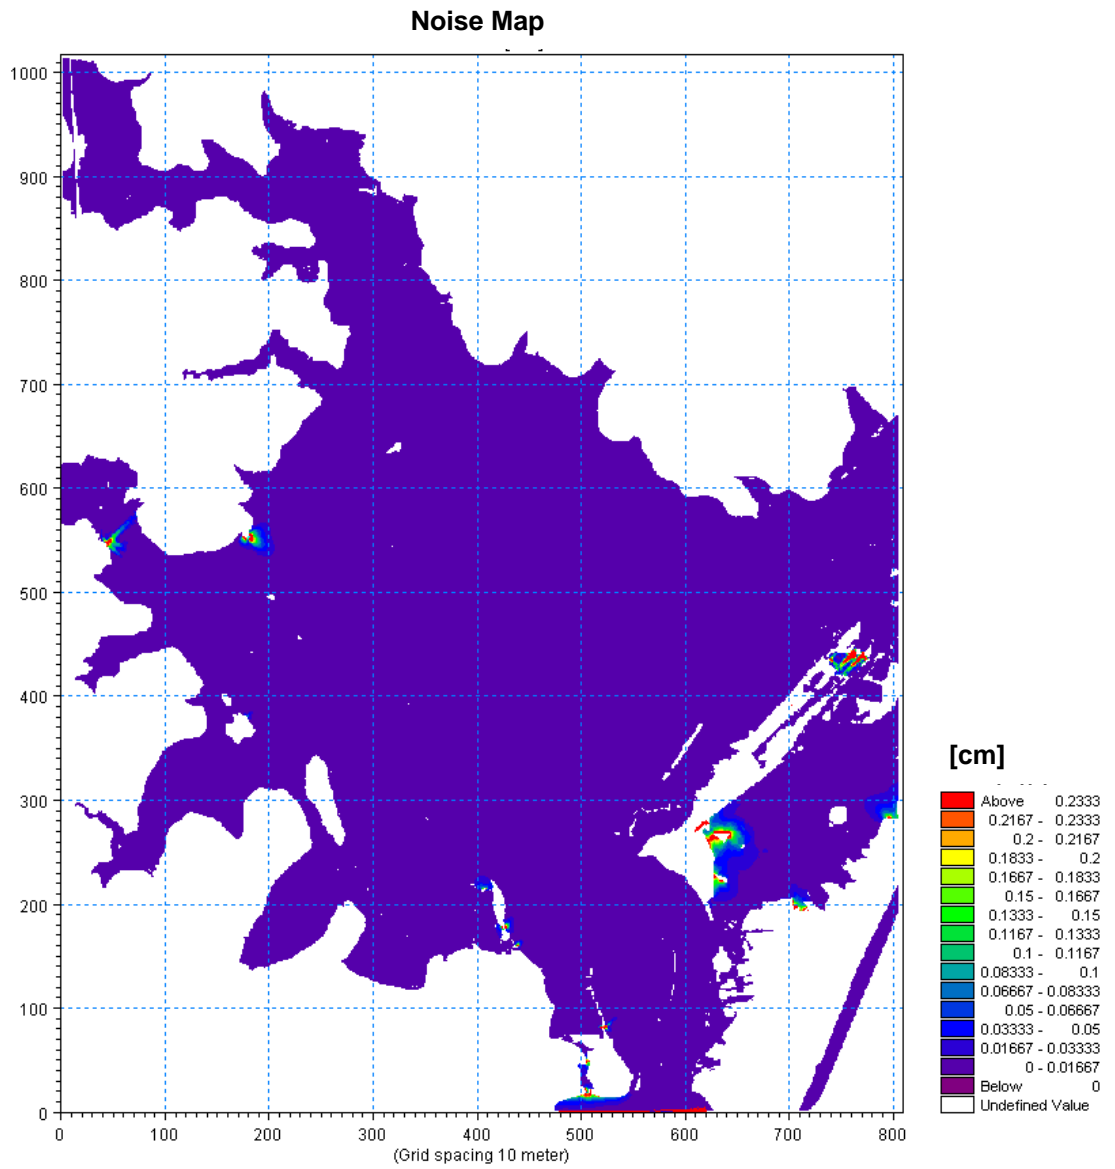 Noise Map
1000
900
800
700
600
500
400
300
200
100
0
0 100 200 300 400 500 600 700 800
(Grid spacing 10 meter)
[cm]
Above 0.2333
0.2167 - 0.2333
0.2 - 0.2167
0.1833 - 0.2
0.1667 - 0.1833
0.15 - 0.1667
0.1333 - 0.15
0.1167 - 0.1333
0.1 - 0.1167
0.08333 - 0.1
0.06667 - 0.08333
0.05 - 0.06667
0.03333 - 0.05
0.01667 - 0.03333
0 - 0.01667
Below 0
Undefined Value